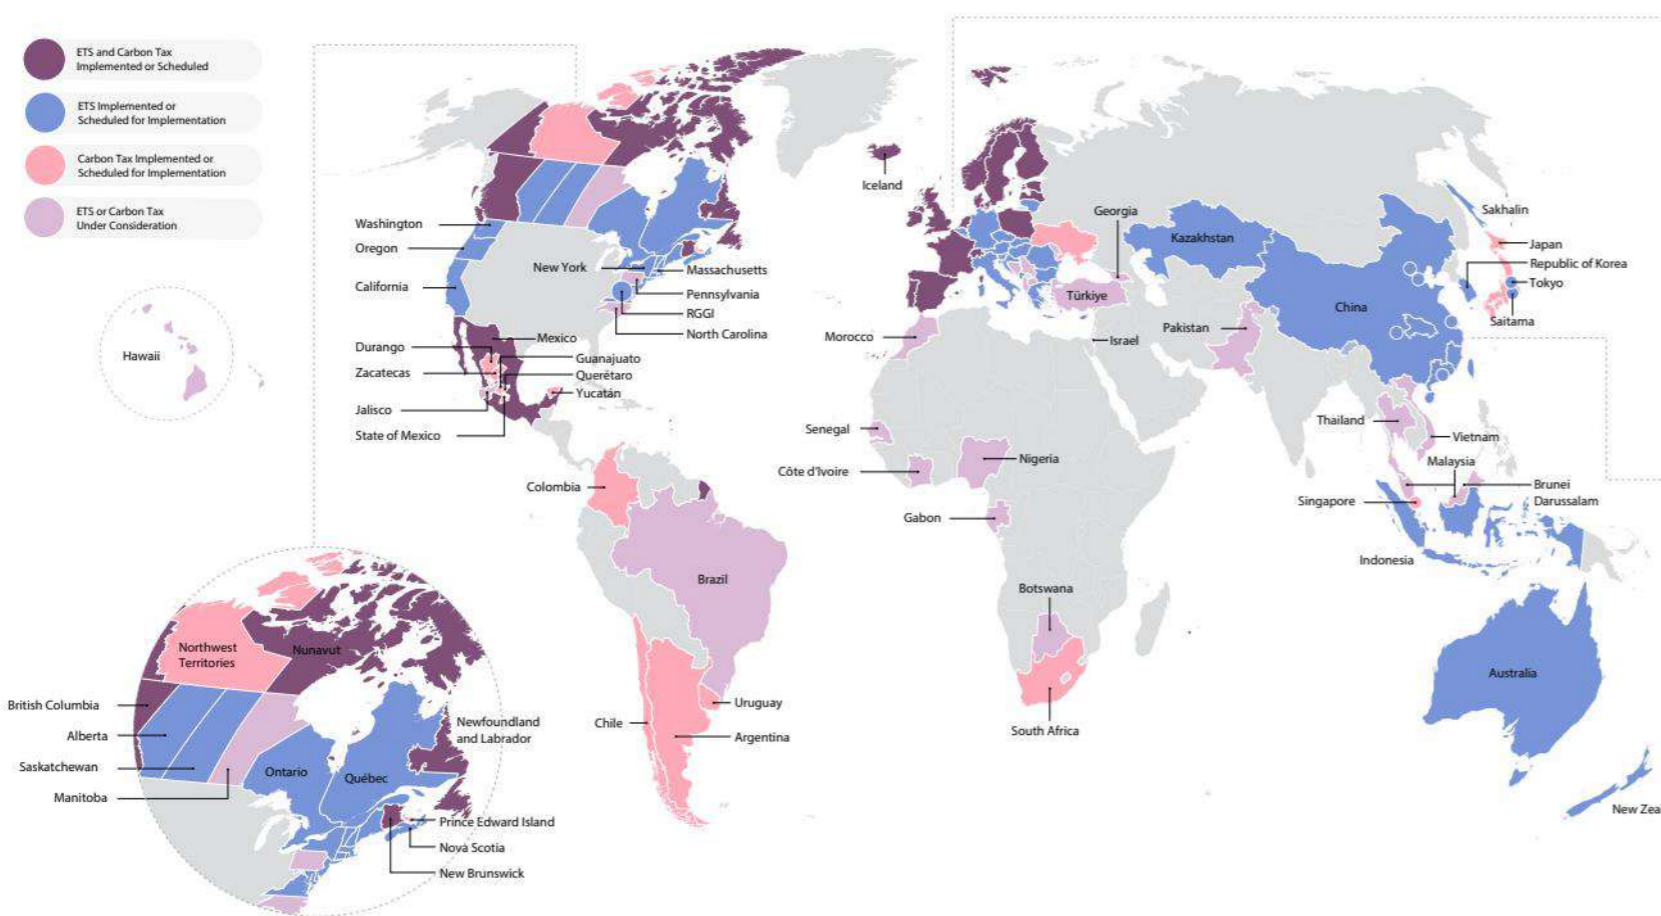 ETS and Carbon Tax
Implemented or Scheduled
ETS Implemented or
Scheduled for Implementation
Carbon Tax Implemented or
Scheduled for Implementation
ETS or Carbon Tax
Under Consideration
Hawaii
Washington
Oregon
California
New York
Massachusetts
Pennsylvania
RGGI
North Carolina
Mexico
Durango
Guanajuato
Zacatecas
Querétaro
Yucatán
Jalisco
State of Mexico
Colombia
Brazil
Chile
Uruguay
Argentina
Iceland
Georgia
Türkiye
Morocco
Israel
Senegal
Côte d'Ivoire
Nigeria
Gabon
Botswana
South Africa
Kazakhstan
Pakistan
China
Sakhalin
Japan
Republic of Korea
Tokyo
Saitama
Thailand
Vietnam
Malaysia
Brunei
Darussalam
Singapore
Indonesia
Australia
New Zea
Northwest
Territories
Nunavut
British Columbia
Alberta
Saskatchewan
Manitoba
Ontario
Québec
Newfoundland
and Labrador
Prince Edward Island
Nova Scotia
New Brunswick